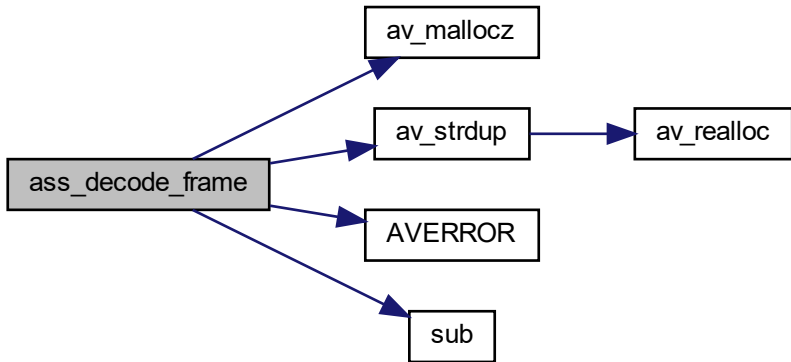 av_mallocz
av_strdup
av_realloc
ass_decode_frame
AVERROR
sub